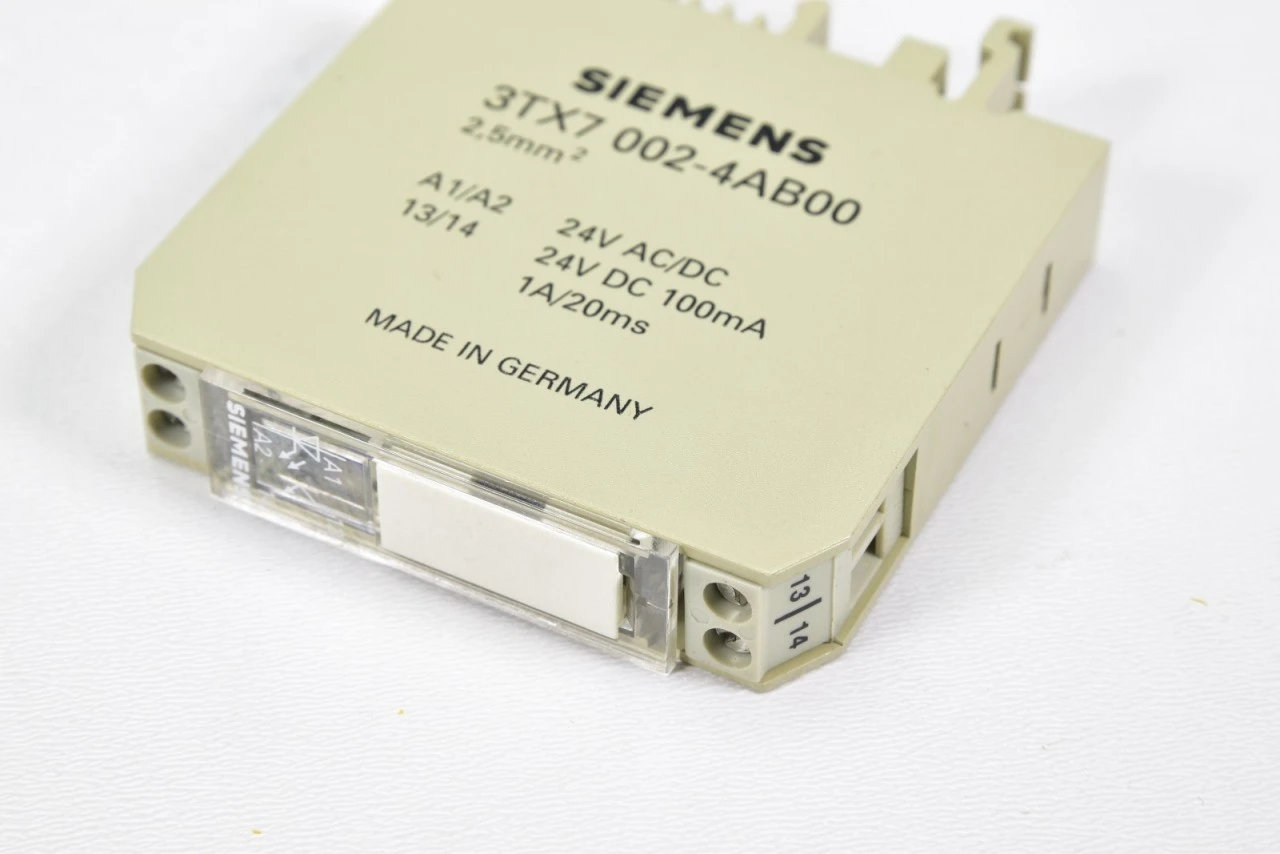 SIEMENS
3TX7 002-4AB00
2,5mm²
A1/A2 24V AC/DC
13/14 24V DC 100mA
1A/20ms
MADE IN GERMANY
SIEMENS
A2
A1
13 | 14